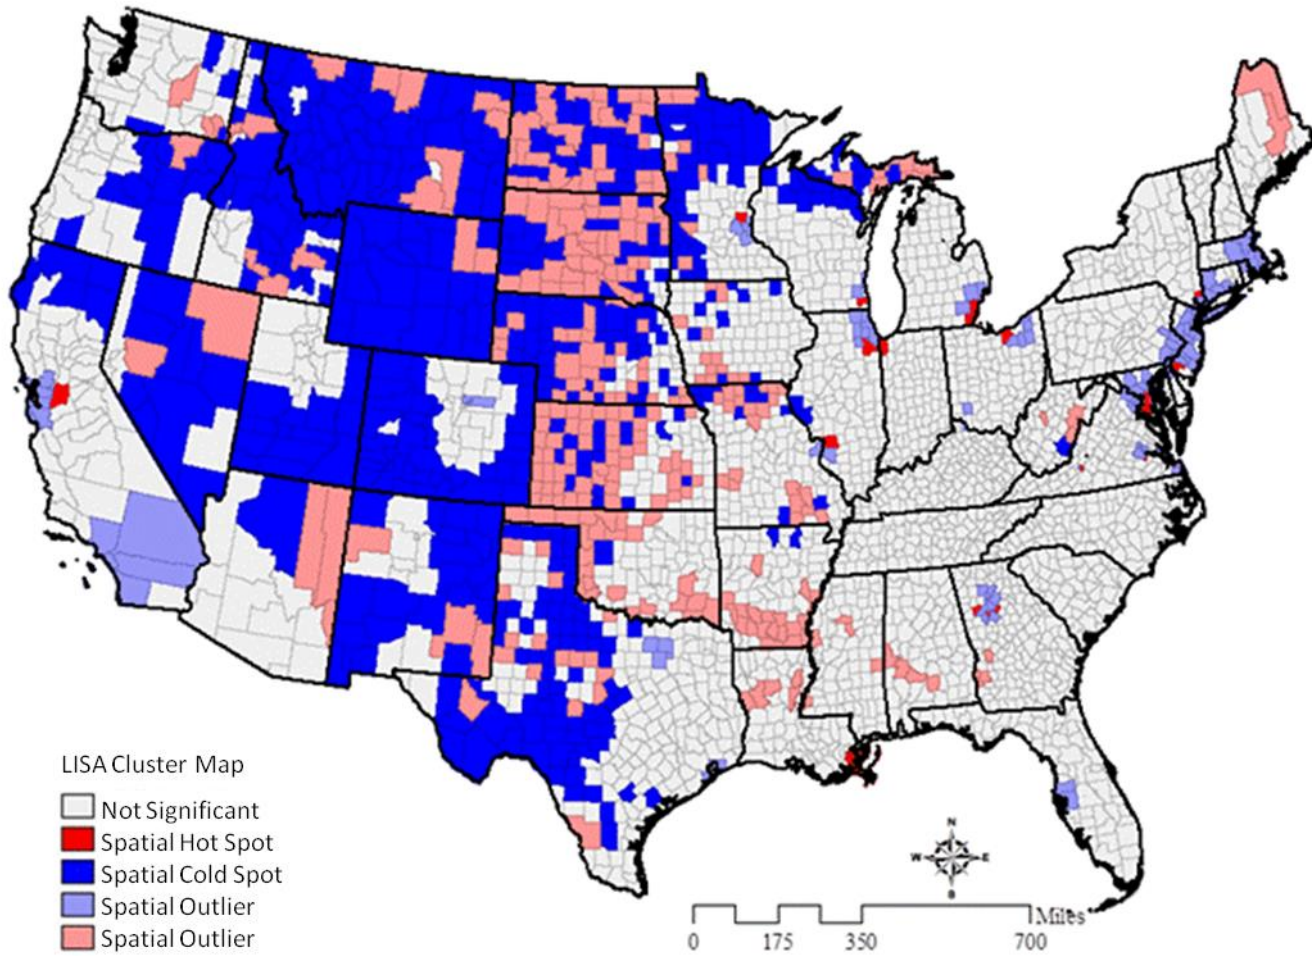 LISA Cluster Map
Not Significant
Spatial Hot Spot
Spatial Cold Spot
Spatial Outlier
Spatial Outlier
N
W E
S
Miles
0 175 350 700